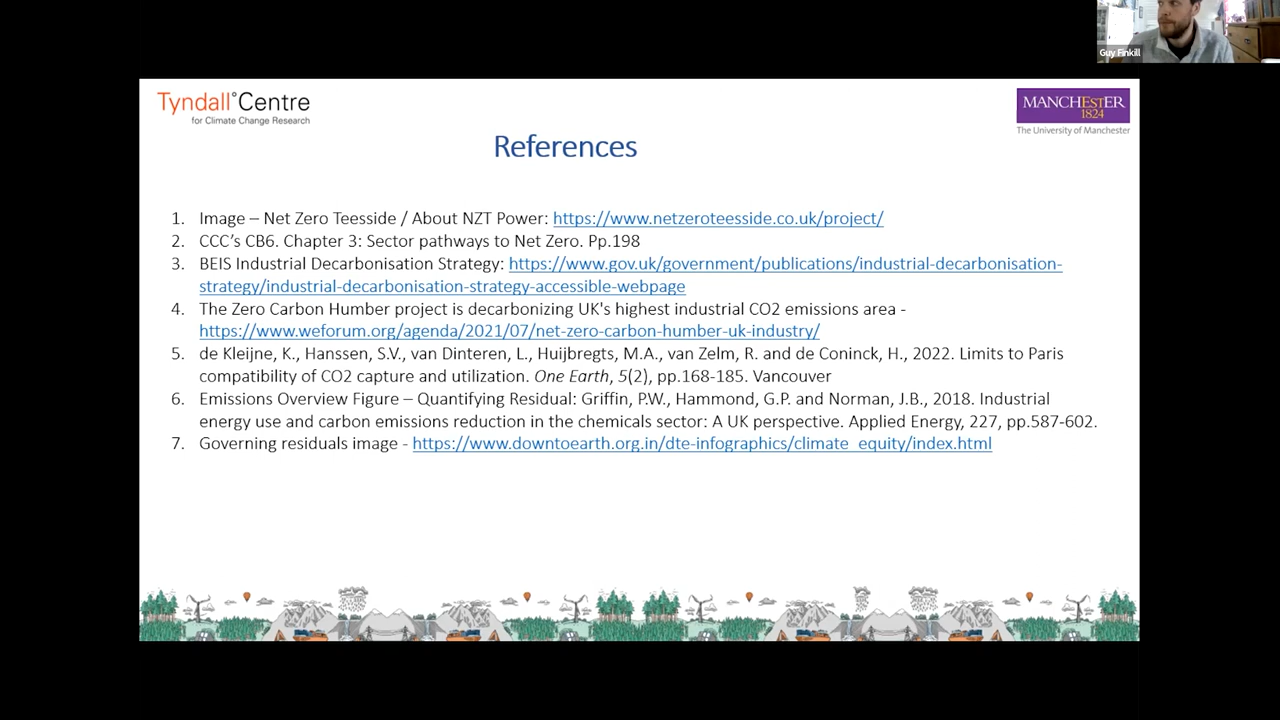 Guy Finkill
Tyndall°Centre
for Climate Change Research
MANCHESTER
1824
The University of Manchester
References
1. Image – Net Zero Teesside / About NZT Power: https://www.netzeroteesside.co.uk/project/
2. CCC’s CB6. Chapter 3: Sector pathways to Net Zero. Pp.198
3. BEIS Industrial Decarbonisation Strategy: https://www.gov.uk/government/publications/industrial-decarbonisation-
strategy/industrial-decarbonisation-strategy-accessible-webpage
4. The Zero Carbon Humber project is decarbonizing UK's highest industrial CO2 emissions area -
https://www.weforum.org/agenda/2021/07/net-zero-carbon-humber-uk-industry/
5. de Kleijne, K., Hanssen, S.V., van Dinteren, L., Huijbregts, M.A., van Zelm, R. and de Coninck, H., 2022. Limits to Paris
compatibility of CO2 capture and utilization. One Earth, 5(2), pp.168-185. Vancouver
6. Emissions Overview Figure – Quantifying Residual: Griffin, P.W., Hammond, G.P. and Norman, J.B., 2018. Industrial
energy use and carbon emissions reduction in the chemicals sector: A UK perspective. Applied Energy, 227, pp.587-602.
7. Governing residuals image - https://www.downtoearth.org.in/dte-infographics/climate_equity/index.html